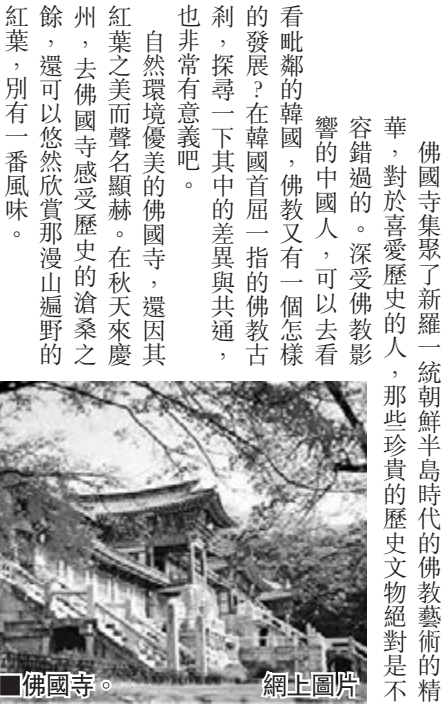 佛國寺集聚了新羅一統朝鮮半島時代的佛教藝術的精
華，對於喜愛歷史的人，那些珍貴的歷史文物絕對是不
容錯過的。深受佛教影
響的中國人，可以去看
看毗鄰的韓國，佛教又有一個怎樣
的發展？在韓國首屈一指的佛教古
剎，探尋一下其中的差異與共通，
也非常有意義吧。
自然環境優美的佛國寺，還因其
紅葉之美而聲名顯赫。在秋天來慶
州，去佛國寺感受歷史的滄桑之
餘，還可以悠然欣賞那漫山遍野的
紅葉，別有一番風味。
■佛國寺。 網上圖片